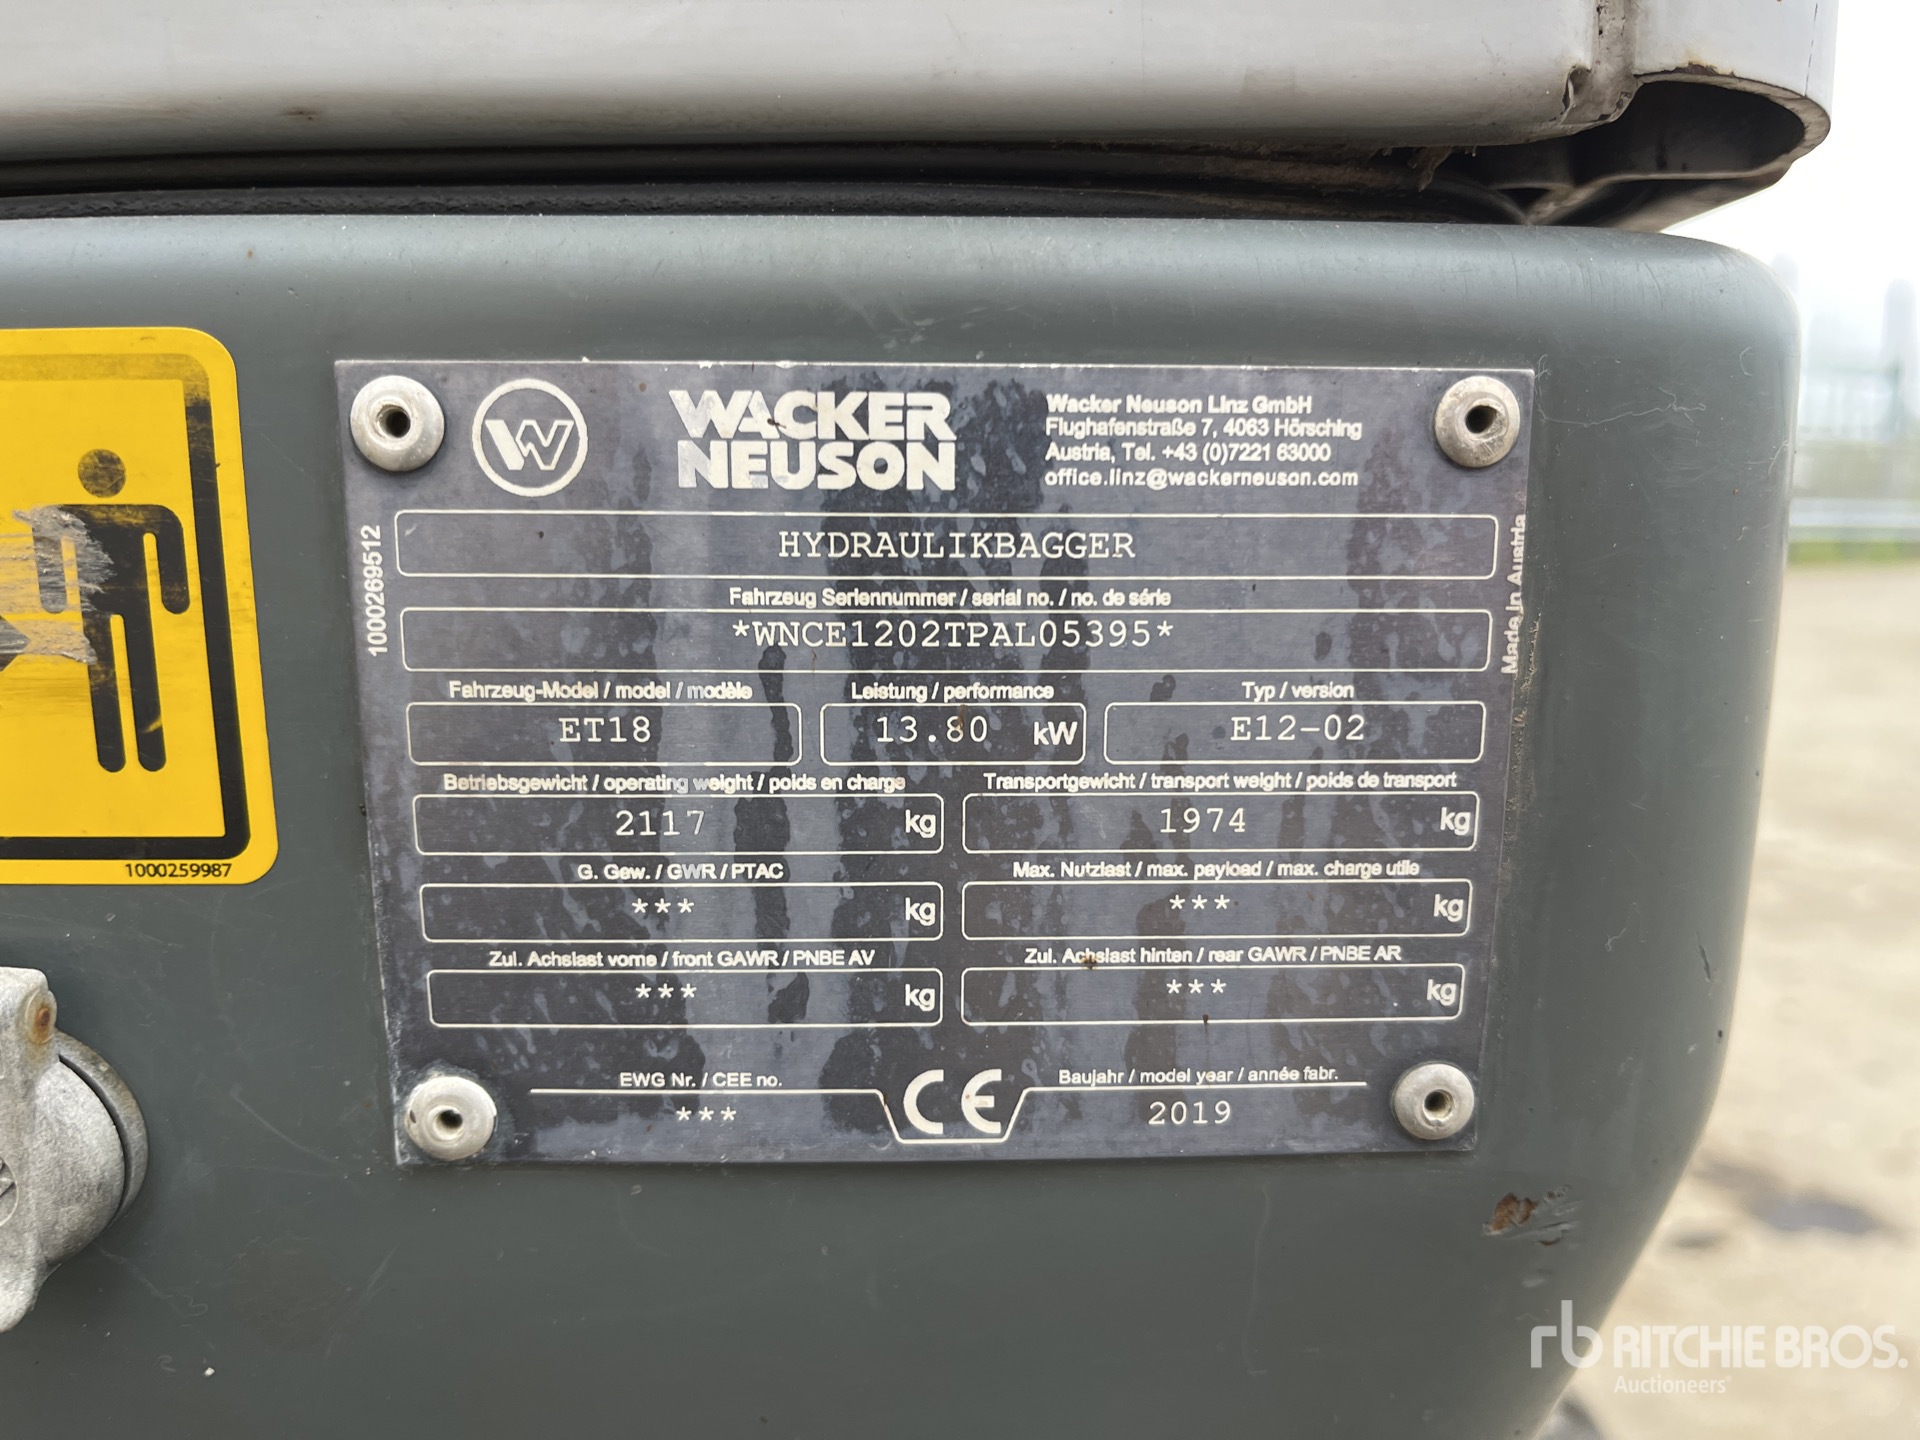 WACKER
NEUSON
Wacker Neuson Linz GmbH
Flughafenstraße 7, 4063 Hörsching
Austria, Tel. +43 (0)7221 63000
office.linz@wackerneuson.com
1000269512
HYDRAULIKBAGGER
Made in Austria
Fahrzeug Seriennummer / serial no. / no. de série
*WNCE1202TPAL05395*
Fahrzeug-Model / model / modèle Leistung / performance Typ / version
ET18 13.80 kW E12-02
Betriebsgewicht / operating weight / poids en charge Transportgewicht / transport weight / poids de transport
2117 kg 1974 kg
G. Gew. / GWR / PTAC Max. Nutzlast / max. payload / max. charge utile
*** kg *** kg
Zul. Achslast vorne / front GAWR / PNBE AV Zul. Achslast hinten / rear GAWR / PNBE AR
*** kg *** kg
EWG Nr. / CEE no. CE Baujahr / model year / année fabr.
*** 2019
1000259987
rb RITCHIE BROS.
Auctioneers